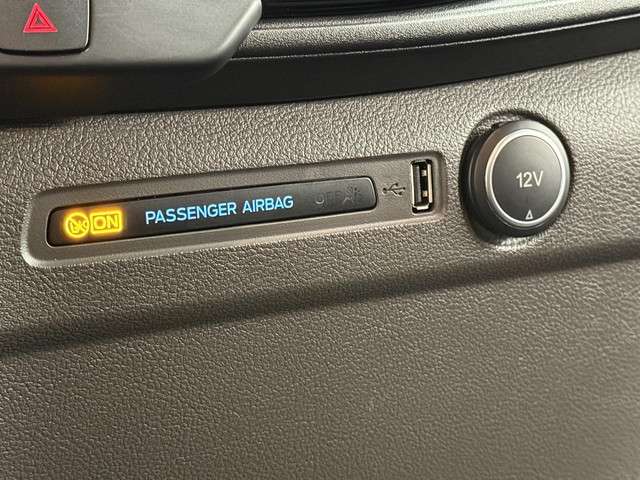 ON PASSENGER AIRBAG OFF
12V